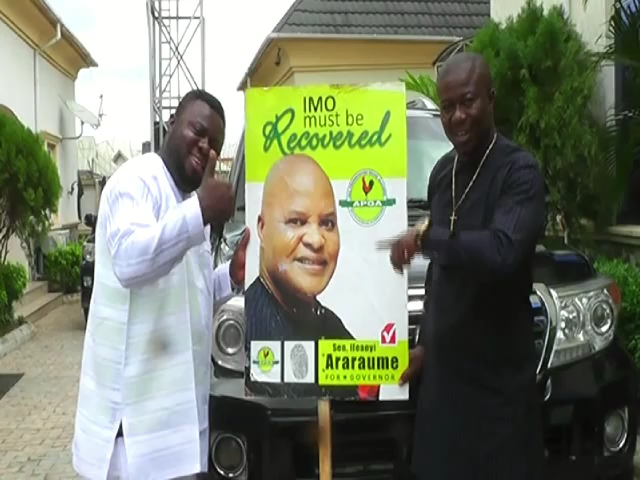 IMO
must be
Recovered
APGA
Sen. Ifeanyi
Araraume
FOR ★ GOVERNOR